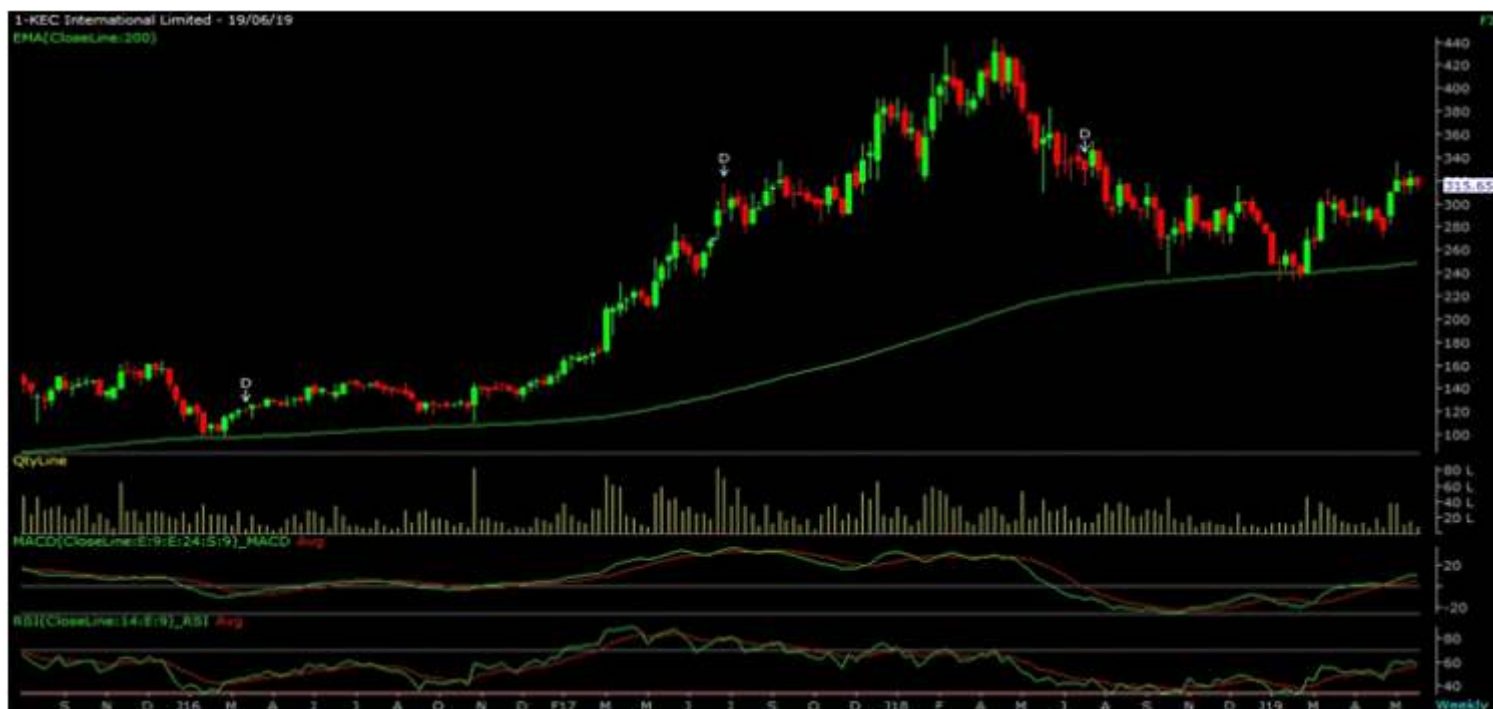 1-KEC International Limited - 19/06/19
EMA(CloseLine:200)
440
420
400
380
360
340
315.65
300
280
260
240
220
200
180
160
140
120
100
D
D
D
QtyLine
80 L
60 L
40 L
20 L
MACD(CloseLine:E:9:E:24:S:9)_MACD Avg
20
-20
RSI(CloseLine:14:E:9)_RSI Avg
80
60
40
S N D J16 M A J J A O N D F17 M M J J S O D J18 F A M J A S N D J19 M A M Weekly